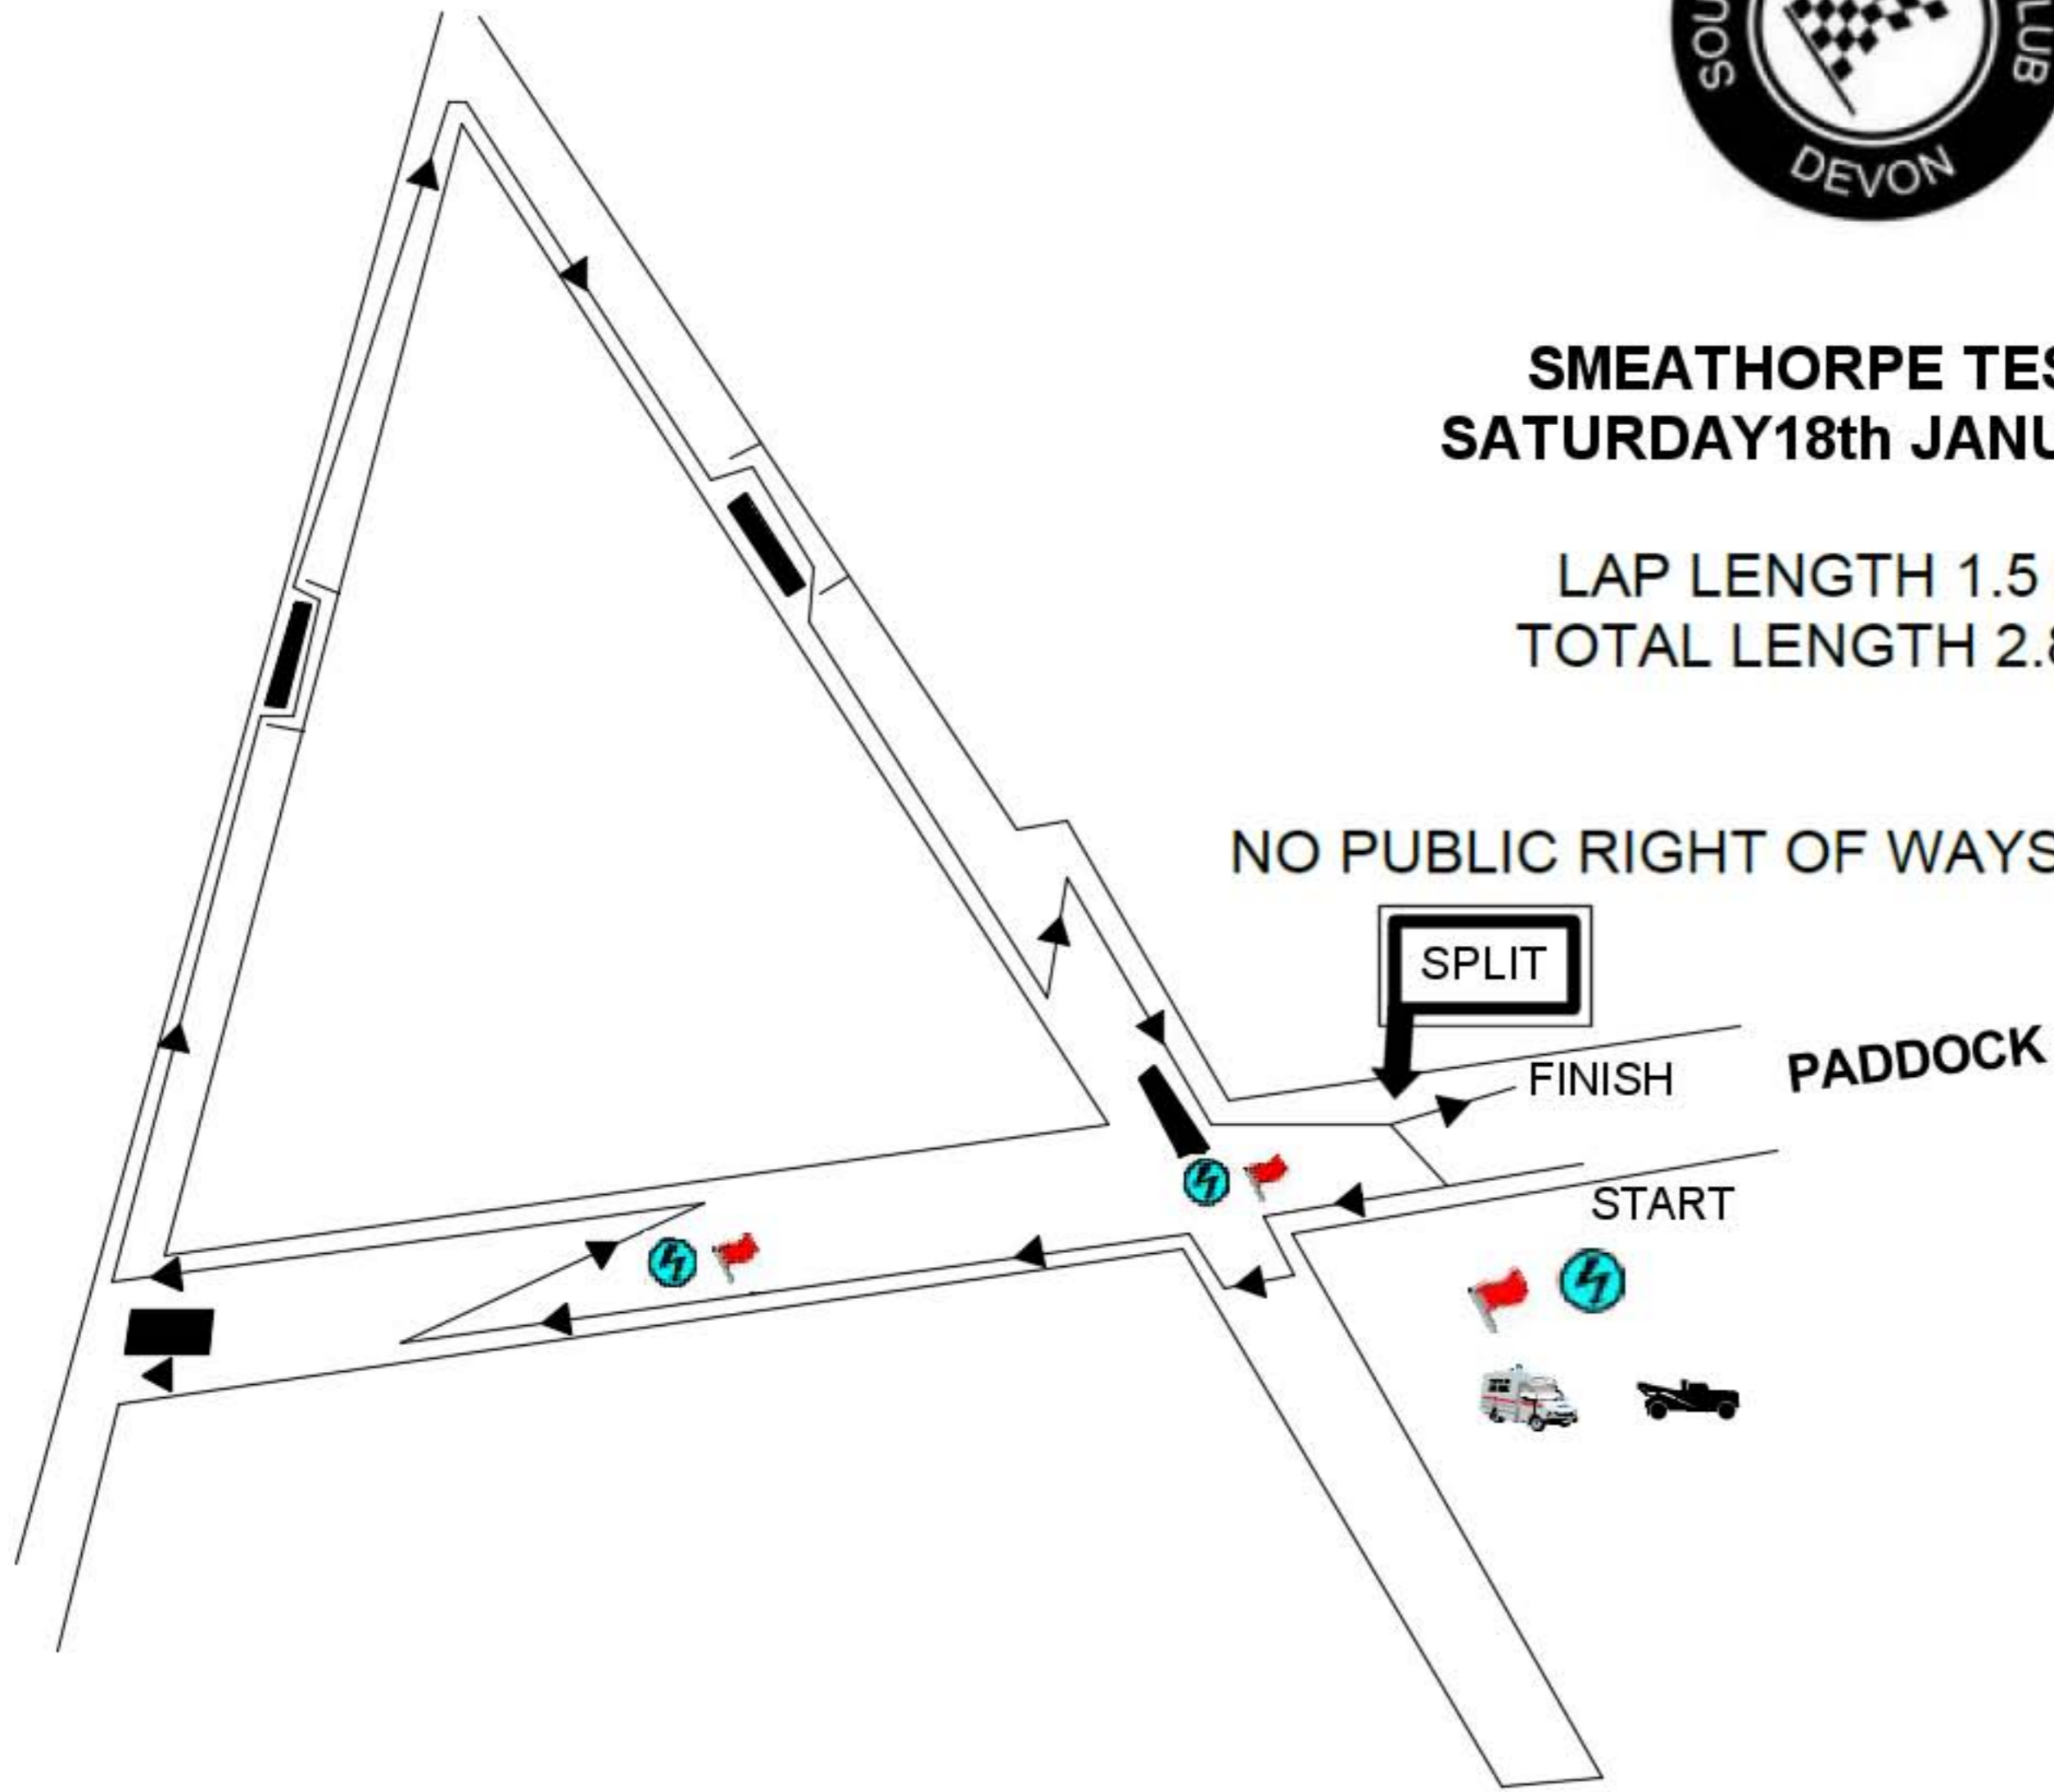 DEVON
SMEATHORPE TES
SATURDAY18th JANU
LAP LENGTH 1.5
TOTAL LENGTH 2.8
NO PUBLIC RIGHT OF WAYS
SPLIT
FINISH
PADDOCK
START